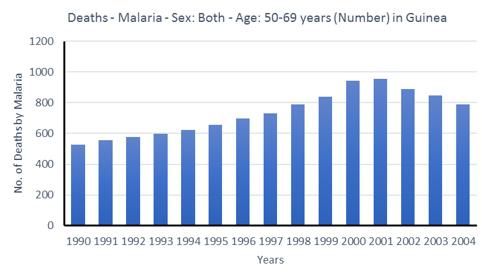 Deaths - Malaria - Sex: Both - Age: 50-69 years (Number) in Guinea
1200
1000
800
600
400
200
0
No. of Deaths by Malaria
1990 1991 1992 1993 1994 1995 1996 1997 1998 1999 2000 2001 2002 2003 2004
Years